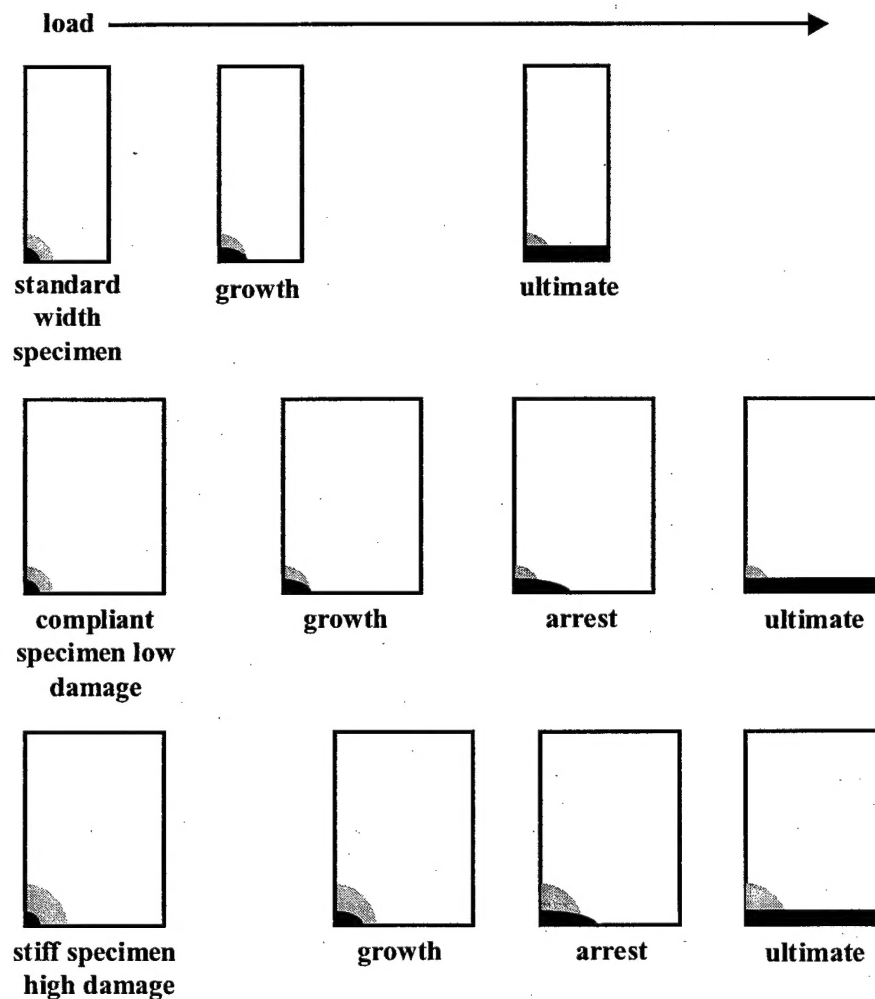 load
standard
width
specimen
growth
ultimate
compliant
specimen low
damage
growth
arrest
ultimate
stiff specimen
high damage
growth
arrest
ultimate